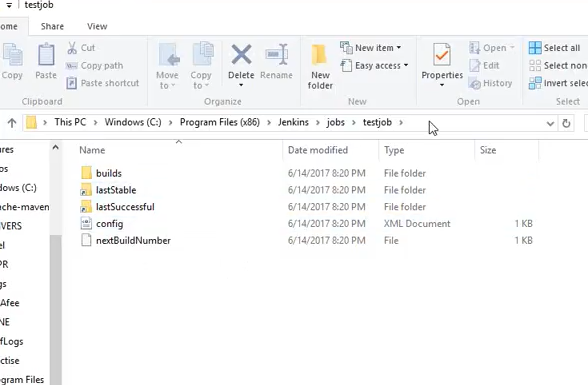 testjob
ome Share View
Copy
Paste
Cut
Copy path
Paste shortcut
Clipboard
Move to
Copy to
Delete
Rename
Organize
New folder
New item
Easy access
New
Properties
Open
Edit
History
Open
Select all
Select non
Invert selec
Select
This PC > Windows (C:) > Program Files (x86) > Jenkins > jobs > testjob >
Name Date modified Type Size
builds 6/14/2017 8:20 PM File folder
lastStable 6/14/2017 8:20 PM File folder
lastSuccessful 6/14/2017 8:20 PM File folder
config 6/14/2017 8:20 PM XML Document 1 KB
nextBuildNumber 6/14/2017 8:20 PM File 1 KB
ures
os
ws (C:)
ache-maven
IVERS
el
PR
gs
Afee
NE
fLogs
ctise
gram Files